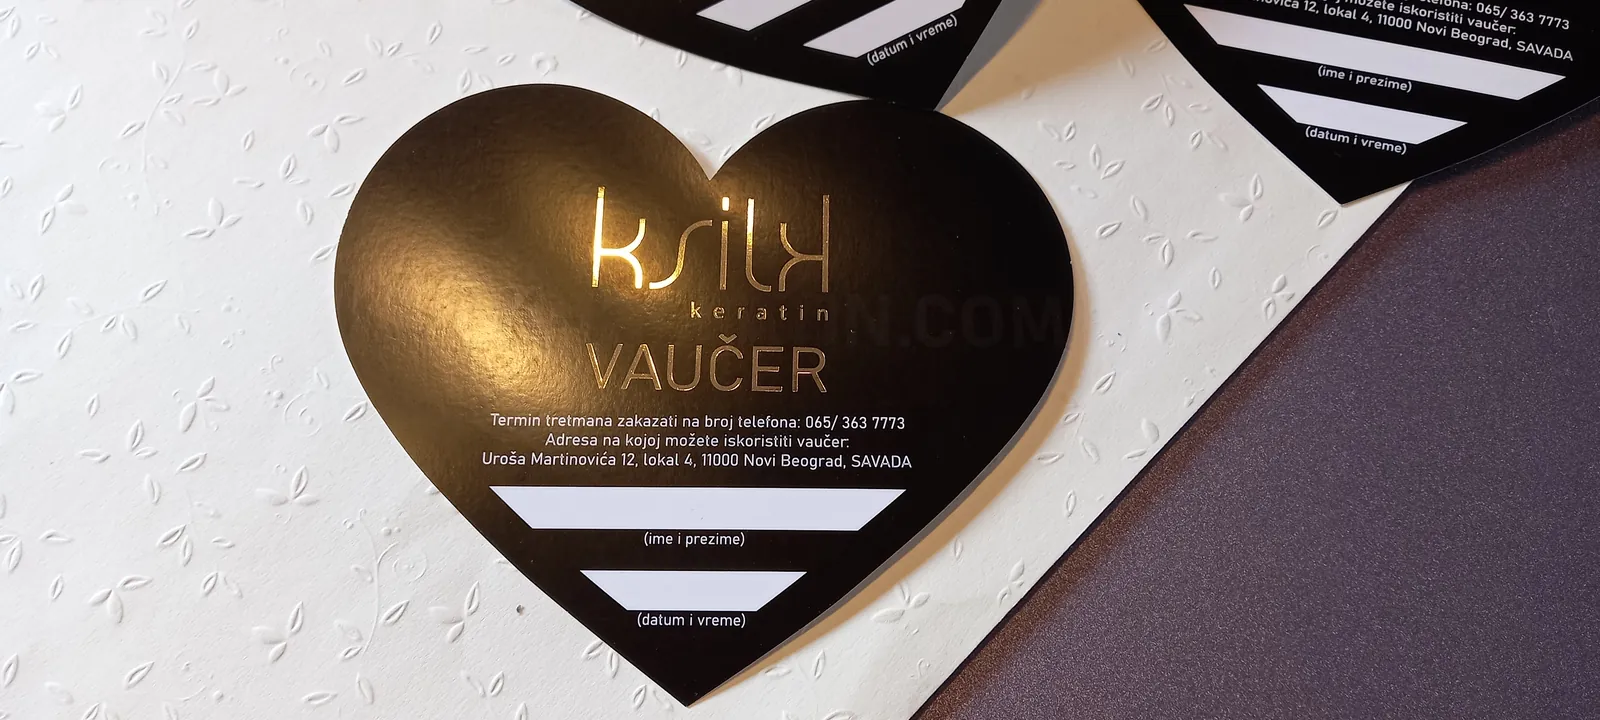 (datum i vreme)
telefona: 065/ 363 7773
možete iskoristiti vaučer:
12, lokal 4, 11000 Novi Beograd, SAVADA
(ime i prezime)
(datum i vreme)
ksilk
keratin
VAUČER
Termin tretmana zakazati na broj telefona: 065/ 363 7773
Adresa na kojoj možete iskoristiti vaučer:
Uroša Martinovića 12, lokal 4, 11000 Novi Beograd, SAVADA
(ime i prezime)
(datum i vreme)